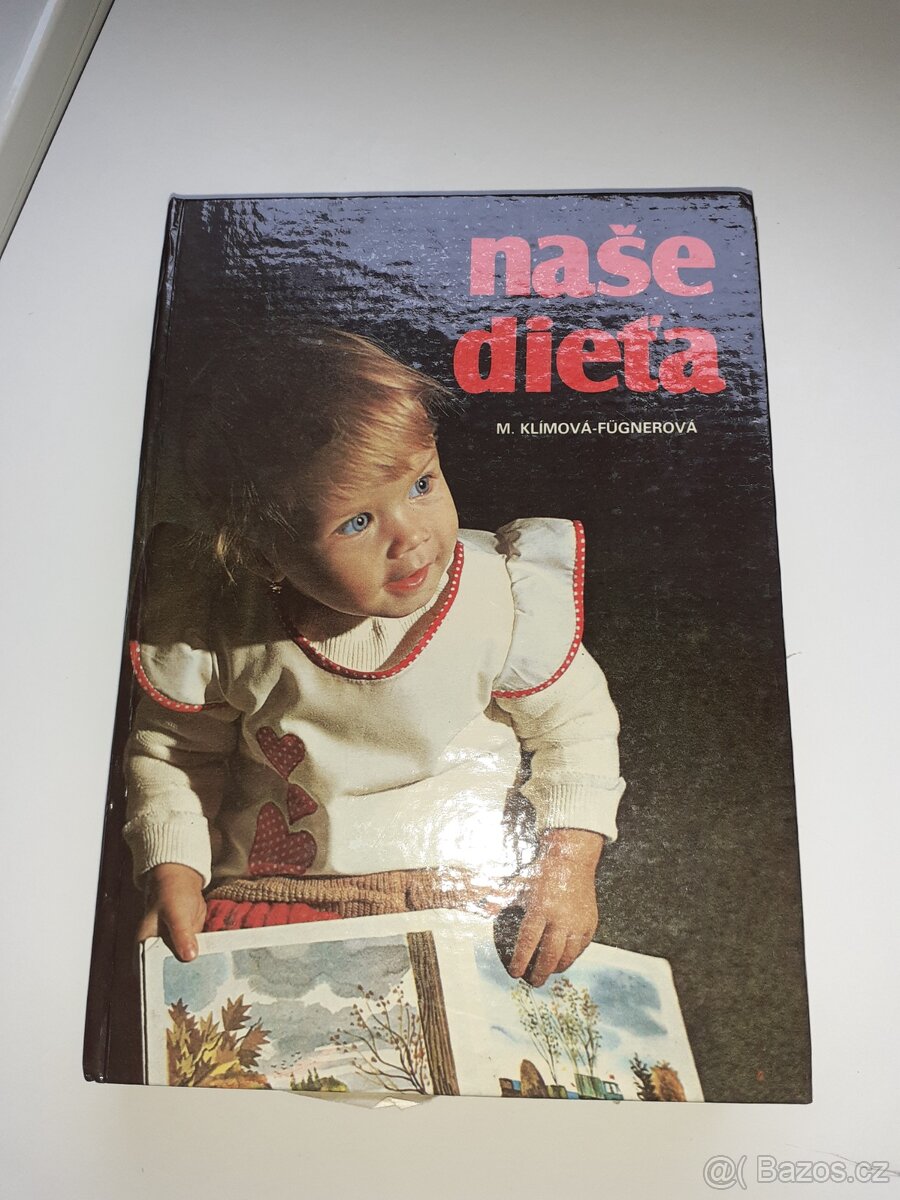 naše
dieťa
M. KLÍMOVÁ-FÜGNEROVÁ
@( Bazos.cz